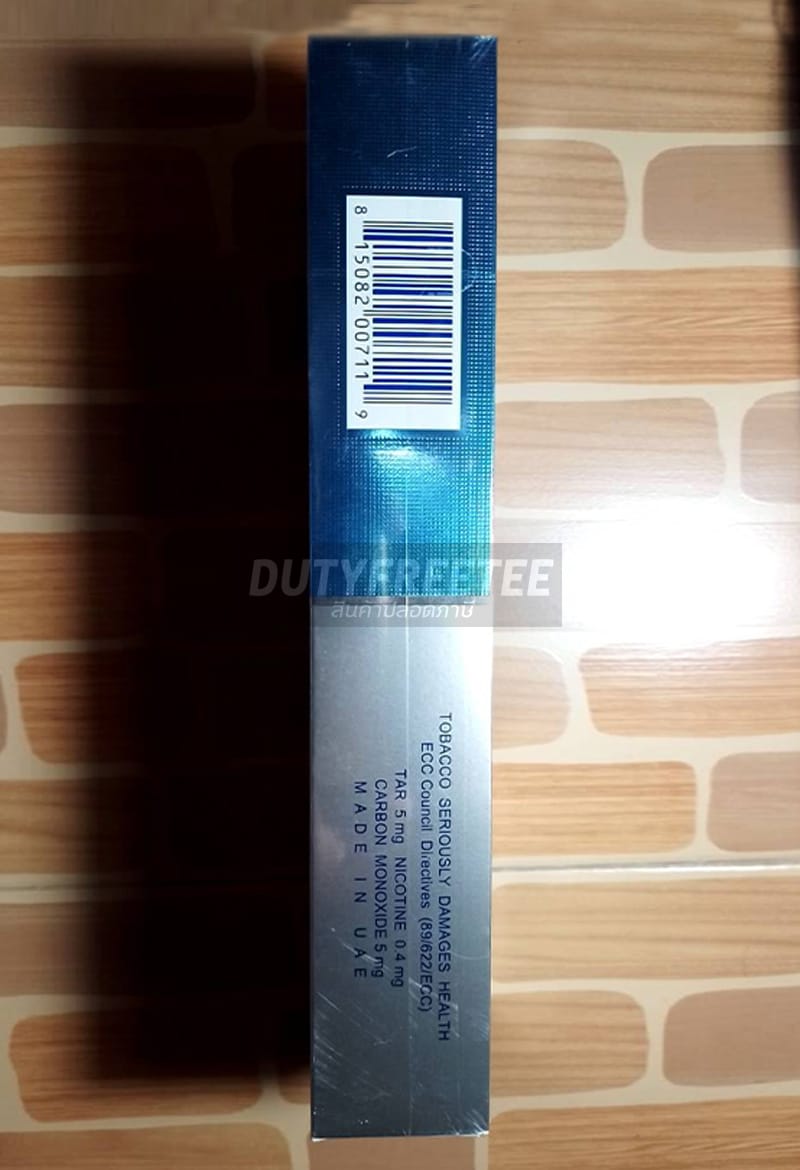 8 15082 00711 9
DUTYFREETEE
สินค้าปลอดภาษี
TOBACCO SERIOUSLY DAMAGES HEALTH
ECC Council Directives (89/622/ECC)
TAR 5 mg NICOTINE 0.4 mg
CARBON MONOXIDE 5 mg
MADE IN UAE